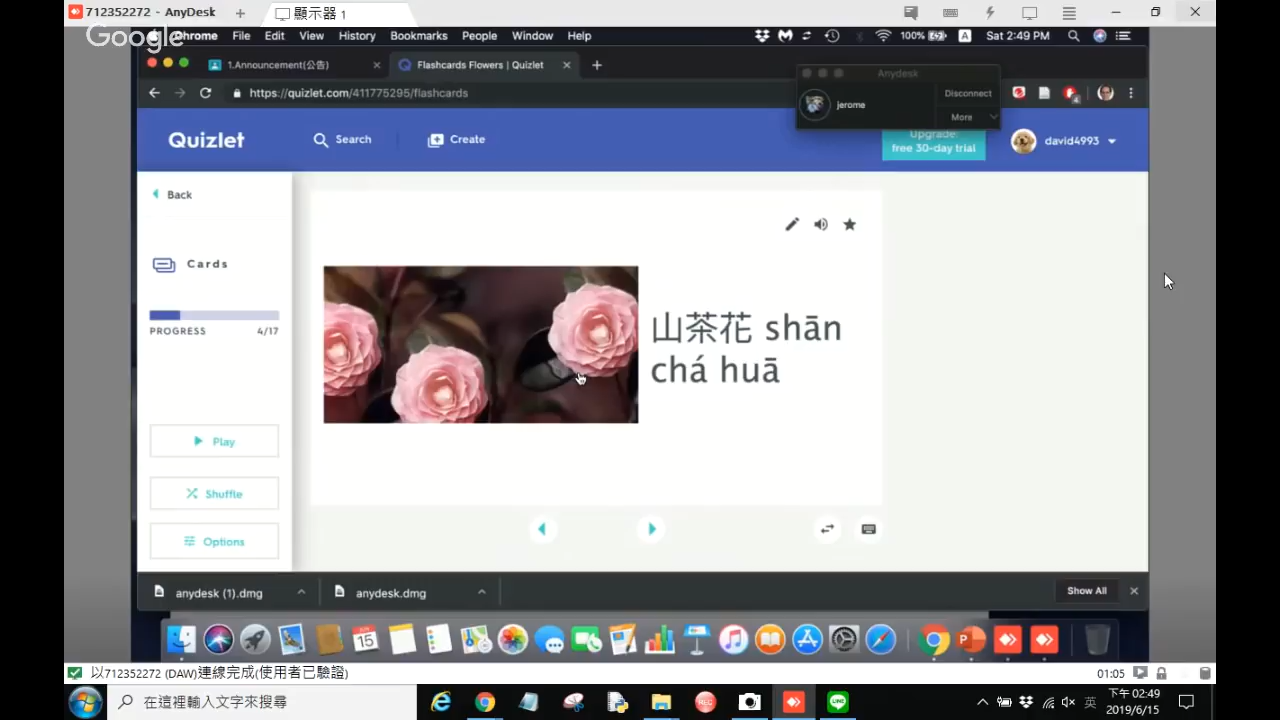 712352272 - AnyDesk
顯示器 1
Google
Chrome File Edit View History Bookmarks People Window Help
100%
A
Sat 2:49 PM
1.Announcement(公告)
Flashcards Flowers | Quizlet
Anydesk
https://quizlet.com/411775295/flashcards
jerome
Disconnect
More
Quizlet
Search
Create
Upgrade:
free 30-day trial
david4993
Back
Cards
PROGRESS 4/17
山茶花 shān
chá huā
Play
Shuffle
Options
anydesk (1).dmg
anydesk.dmg
Show All
15
以712352272 (DAW)連線完成(使用者已驗證)
01:05
在這裡輸入文字來搜尋
REC
英
下午 02:49
2019/6/15